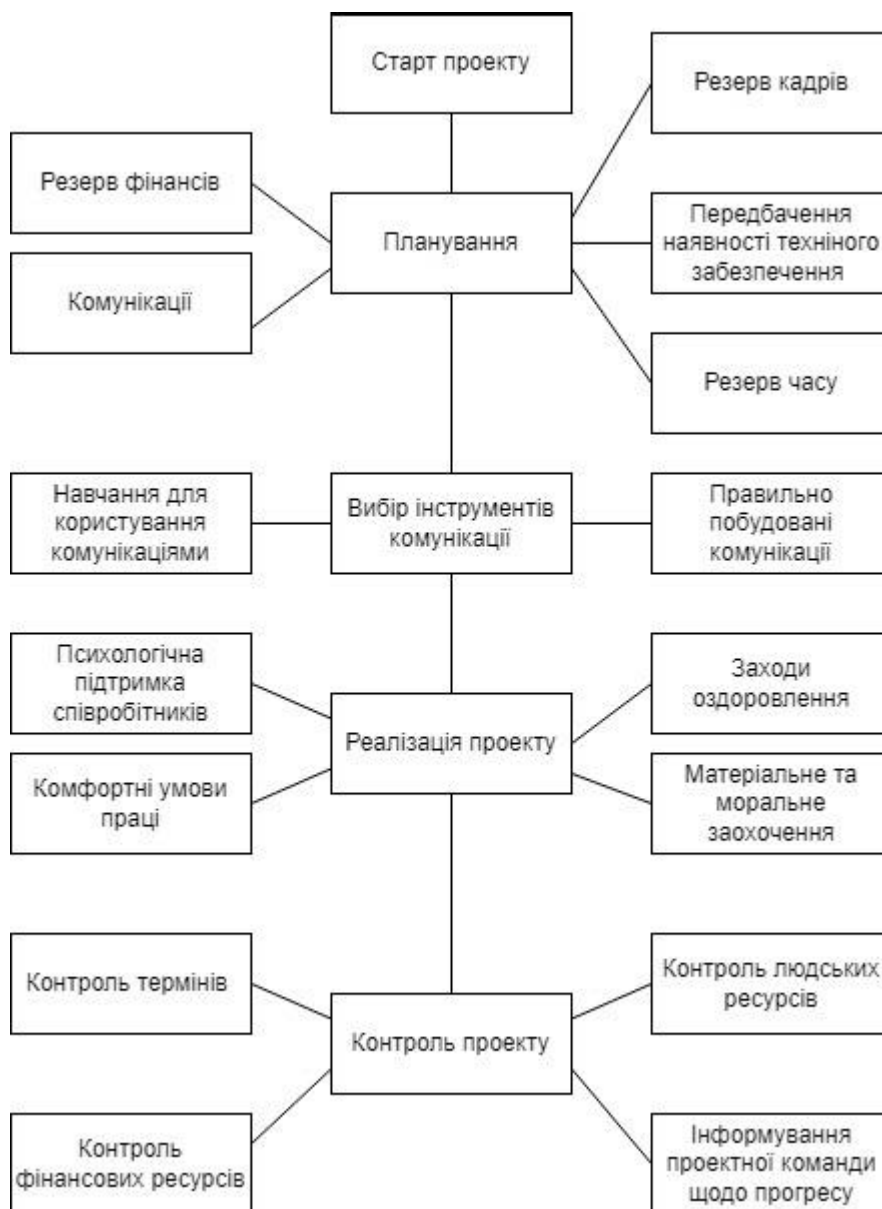 Старт проекту
Резерв кадрів
Резерв фінансів
Планування
Передбачення
наявності техніного
забезпечення
Комунікації
Резерв часу
Навчання для
користування
комунікаціями
Вибір інструментів
комунікації
Правильно
побудовані
комунікації
Психологічна
підтримка
співробітників
Заходи
оздоровлення
Реалізація проекту
Комфортні умови
праці
Матеріальне та
моральне
заохочення
Контроль термінів
Контроль людських
ресурсів
Контроль проекту
Контроль
фінансових ресурсів
Інформування
проектної команди
щодо прогресу